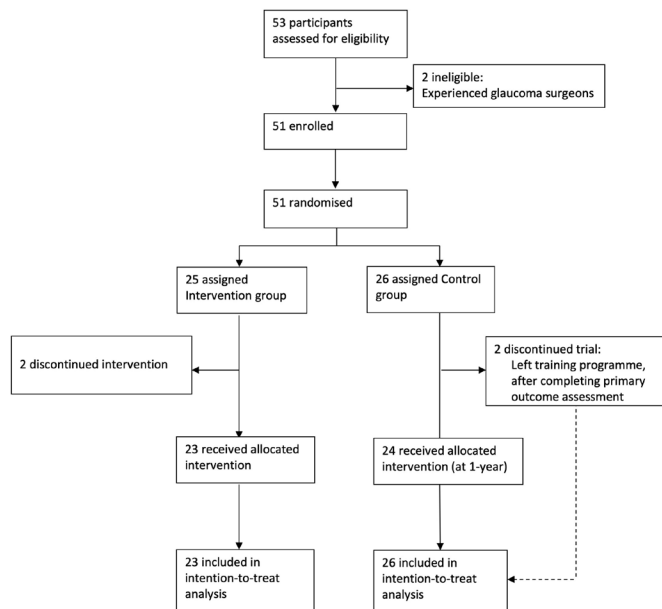 53 participants
assessed for eligibility
2 ineligible:
Experienced glaucoma surgeons
51 enrolled
51 randomised
25 assigned
Intervention group
26 assigned Control
group
2 discontinued intervention
2 discontinued trial:
Left training programme,
after completing primary
outcome assessment
23 received allocated
intervention
24 received allocated
intervention (at 1-year)
23 included in
intention-to-treat
analysis
26 included in
intention-to-treat
analysis